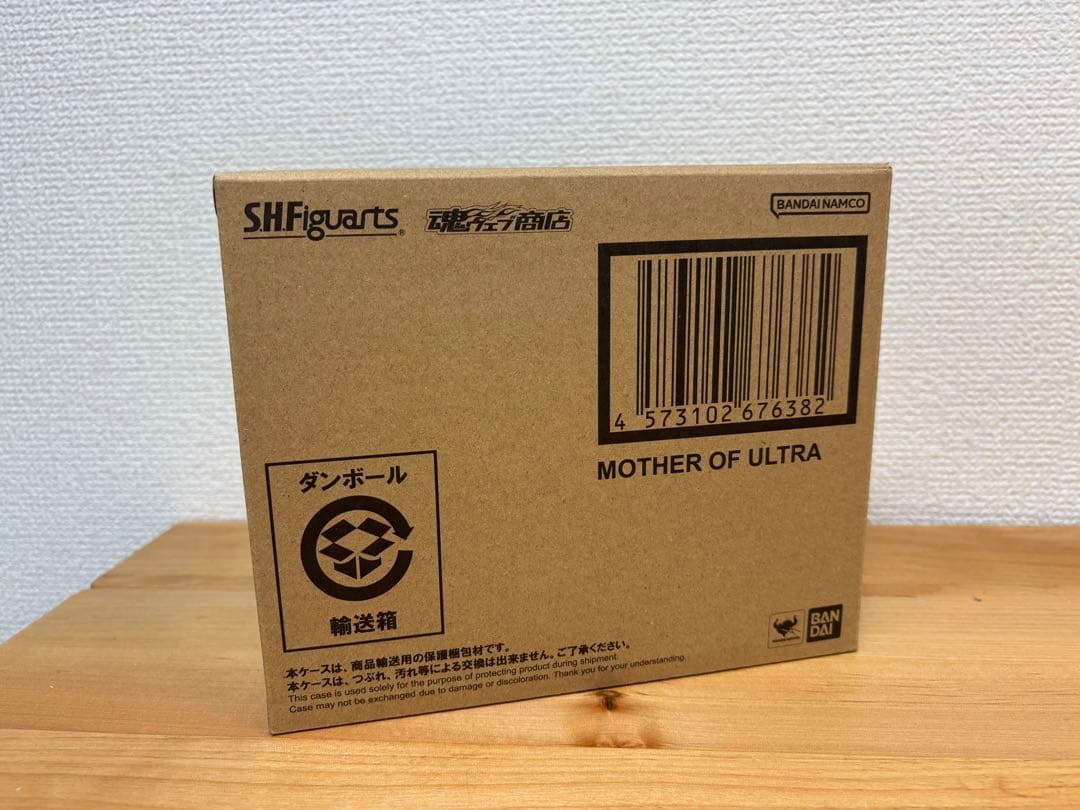 S.H.Figuarts®
魂ウェブ商店
BANDAI NAMCO
4 573102 676382
MOTHER OF ULTRA
ダンボール
輸送箱
BAN
DAI
本ケースは、商品輸送用の保護梱包材です。
本ケースは、つぶれ、汚れ等による交換は出来ません。ご了承ください。
This case is used solely for the purpose of protecting product during shipment.
Case may not be exchanged due to damage or discoloration. Thank you for your understanding.